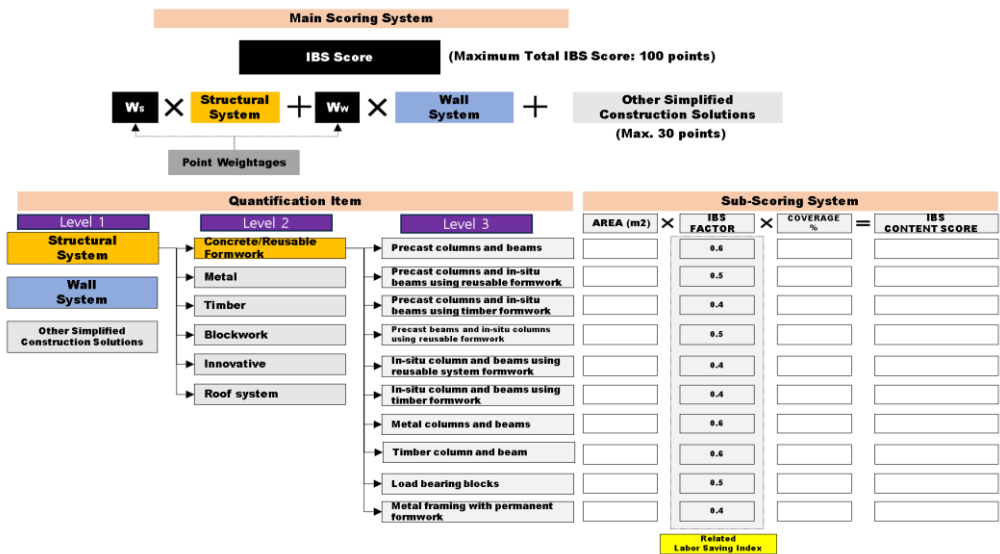 Main Scoring System
IBS Score
(Maximum Total IBS Score: 100 points)
Ws × Structural System + Ww × Wall System + Other Simplified Construction Solutions
(Max. 30 points)
Point Weightages
Quantification Item
Sub-Scoring System
Level 1
Level 2
Level 3
AREA (m2) × IBS FACTOR × COVERAGE % = IBS CONTENT SCORE
Structural
System
Wall
System
Other Simplified
Construction Solutions
Concrete/Reusable
Formwork
Metal
Timber
Blockwork
Innovative
Roof system
Precast columns and beams
0.6
Precast columns and in-situ
beams using reusable formwork
0.5
Precast columns and in-situ
beams using timber formwork
0.4
Precast beams and in-situ columns
using reusable formwork
0.5
In-situ column and beams using
reusable system formwork
0.4
In-situ column and beams using
timber formwork
0.4
Metal columns and beams
0.6
Timber column and beam
0.6
Load bearing blocks
0.5
Metal framing with permanent
formwork
0.4
Related
Labor Saving Index